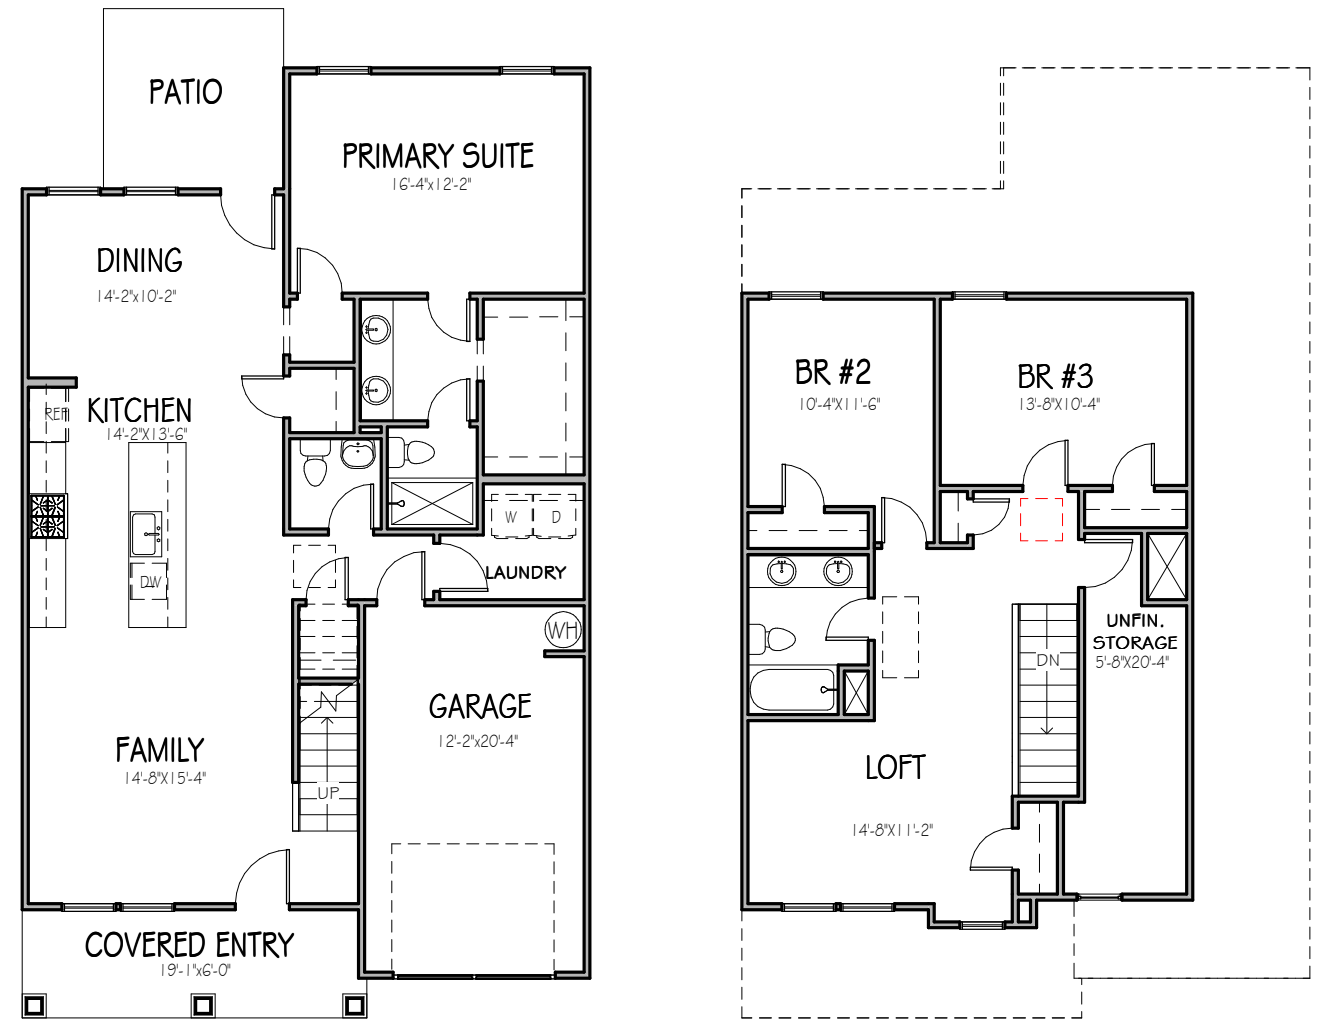 PATIO
PRIMARY SUITE
16'-4"x12'-2"
DINING
14'-2"x10'-2"
REF
KITCHEN
14'-2"X13'-6"
DW
W
D
LAUNDRY
WH
GARAGE
12'-2"x20'-4"
FAMILY
14'-8"X15'-4"
UP
COVERED ENTRY
19'-1"x6'-0"
BR #2
10'-4"X11'-6"
BR #3
13'-8"X10'-4"
UNFIN.
STORAGE
5'-8"X20'-4"
DN
LOFT
14'-8"X11'-2"